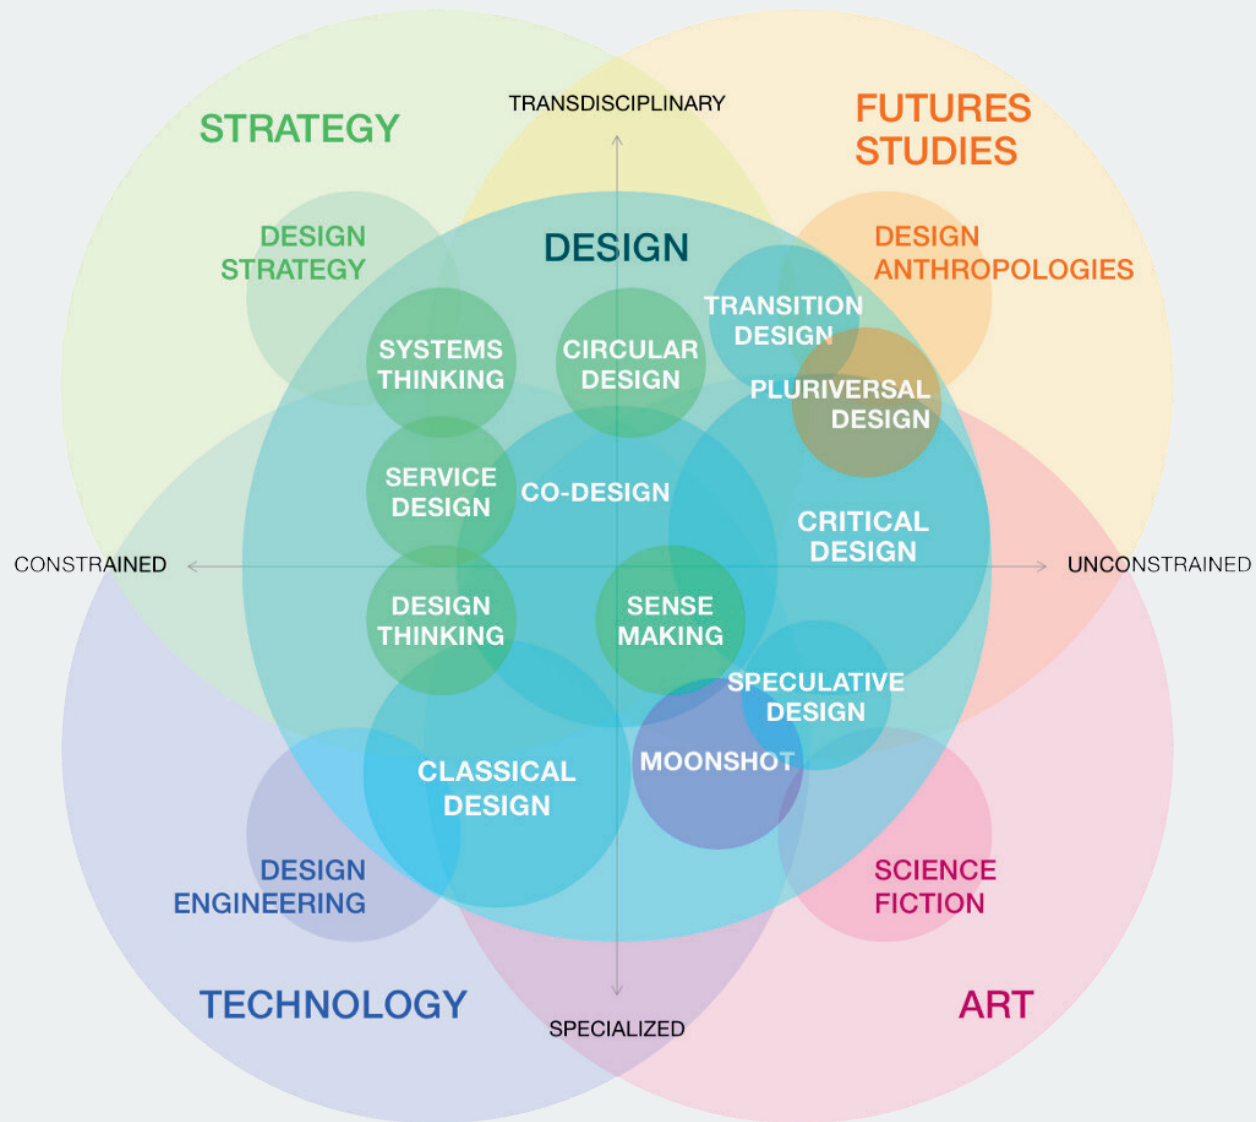 TRANSDISCIPLINARY
STRATEGY
FUTURES
STUDIES
DESIGN
STRATEGY
DESIGN
DESIGN
ANTHROPOLOGIES
SYSTEMS
THINKING
CIRCULAR
DESIGN
TRANSITION
DESIGN
PLURIVERSAL
DESIGN
SERVICE
DESIGN
CO-DESIGN
CRITICAL
DESIGN
CONSTRAINED
UNCONSTRAINED
DESIGN
THINKING
SENSE
MAKING
SPECULATIVE
DESIGN
MOONSHOT
CLASSICAL
DESIGN
DESIGN
ENGINEERING
SCIENCE
FICTION
TECHNOLOGY
ART
SPECIALIZED